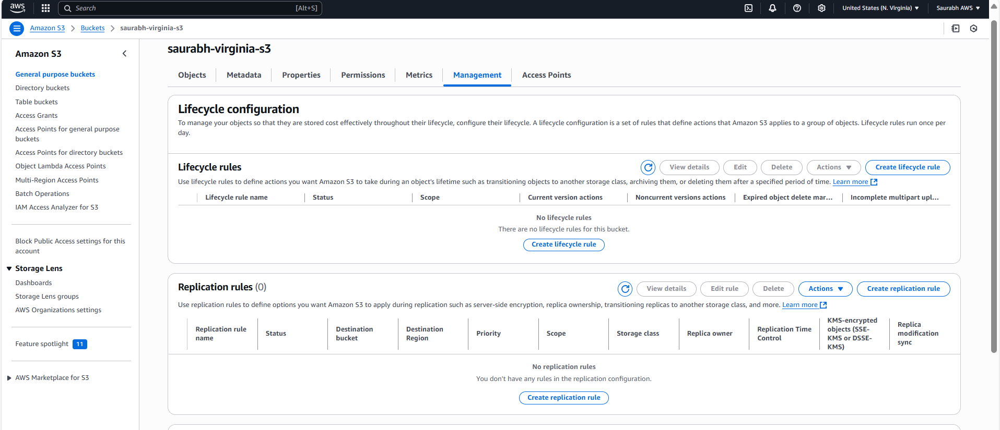 aws
Search
[Alt+S]
United States (N. Virginia)
Saurabh AWS
Amazon S3
Buckets
saurabh-virginia-s3
Amazon S3
General purpose buckets
Directory buckets
Table buckets
Access Grants
Access Points for general purpose
buckets
Access Points for directory buckets
Object Lambda Access Points
Multi-Region Access Points
Batch Operations
IAM Access Analyzer for S3
Block Public Access settings for this
account
Storage Lens
Dashboards
Storage Lens groups
AWS Organizations settings
Feature spotlight 11
AWS Marketplace for S3
saurabh-virginia-s3
Objects
Metadata
Properties
Permissions
Metrics
Management
Access Points
Lifecycle configuration
To manage your objects so that they are stored cost effectively throughout their lifecycle, configure their lifecycle. A lifecycle configuration is a set of rules that define actions that Amazon S3 applies to a group of objects. Lifecycle rules run once per
day.
Lifecycle rules
View details
Edit
Delete
Actions
Create lifecycle rule
Use lifecycle rules to define actions you want Amazon S3 to take during an object's lifetime such as transitioning objects to another storage class, archiving them, or deleting them after a specified period of time. Learn more
Lifecycle rule name
Status
Scope
Current version actions
Noncurrent versions actions
Expired object delete mar...
Incomplete multipart upl...
No lifecycle rules
There are no lifecycle rules for this bucket.
Create lifecycle rule
Replication rules (0)
View details
Edit rule
Delete
Actions
Create replication rule
Use replication rules to define options you want Amazon S3 to apply during replication such as server-side encryption, replica ownership, transitioning replicas to another storage class, and more. Learn more
Replication rule
name
Status
Destination
bucket
Destination
Region
Priority
Scope
Storage class
Replica owner
Replication Time
Control
KMS-encrypted
objects (SSE-
KMS or DSSE-
KMS)
Replica
modification
sync
No replication rules
You don't have any rules in the replication configuration.
Create replication rule